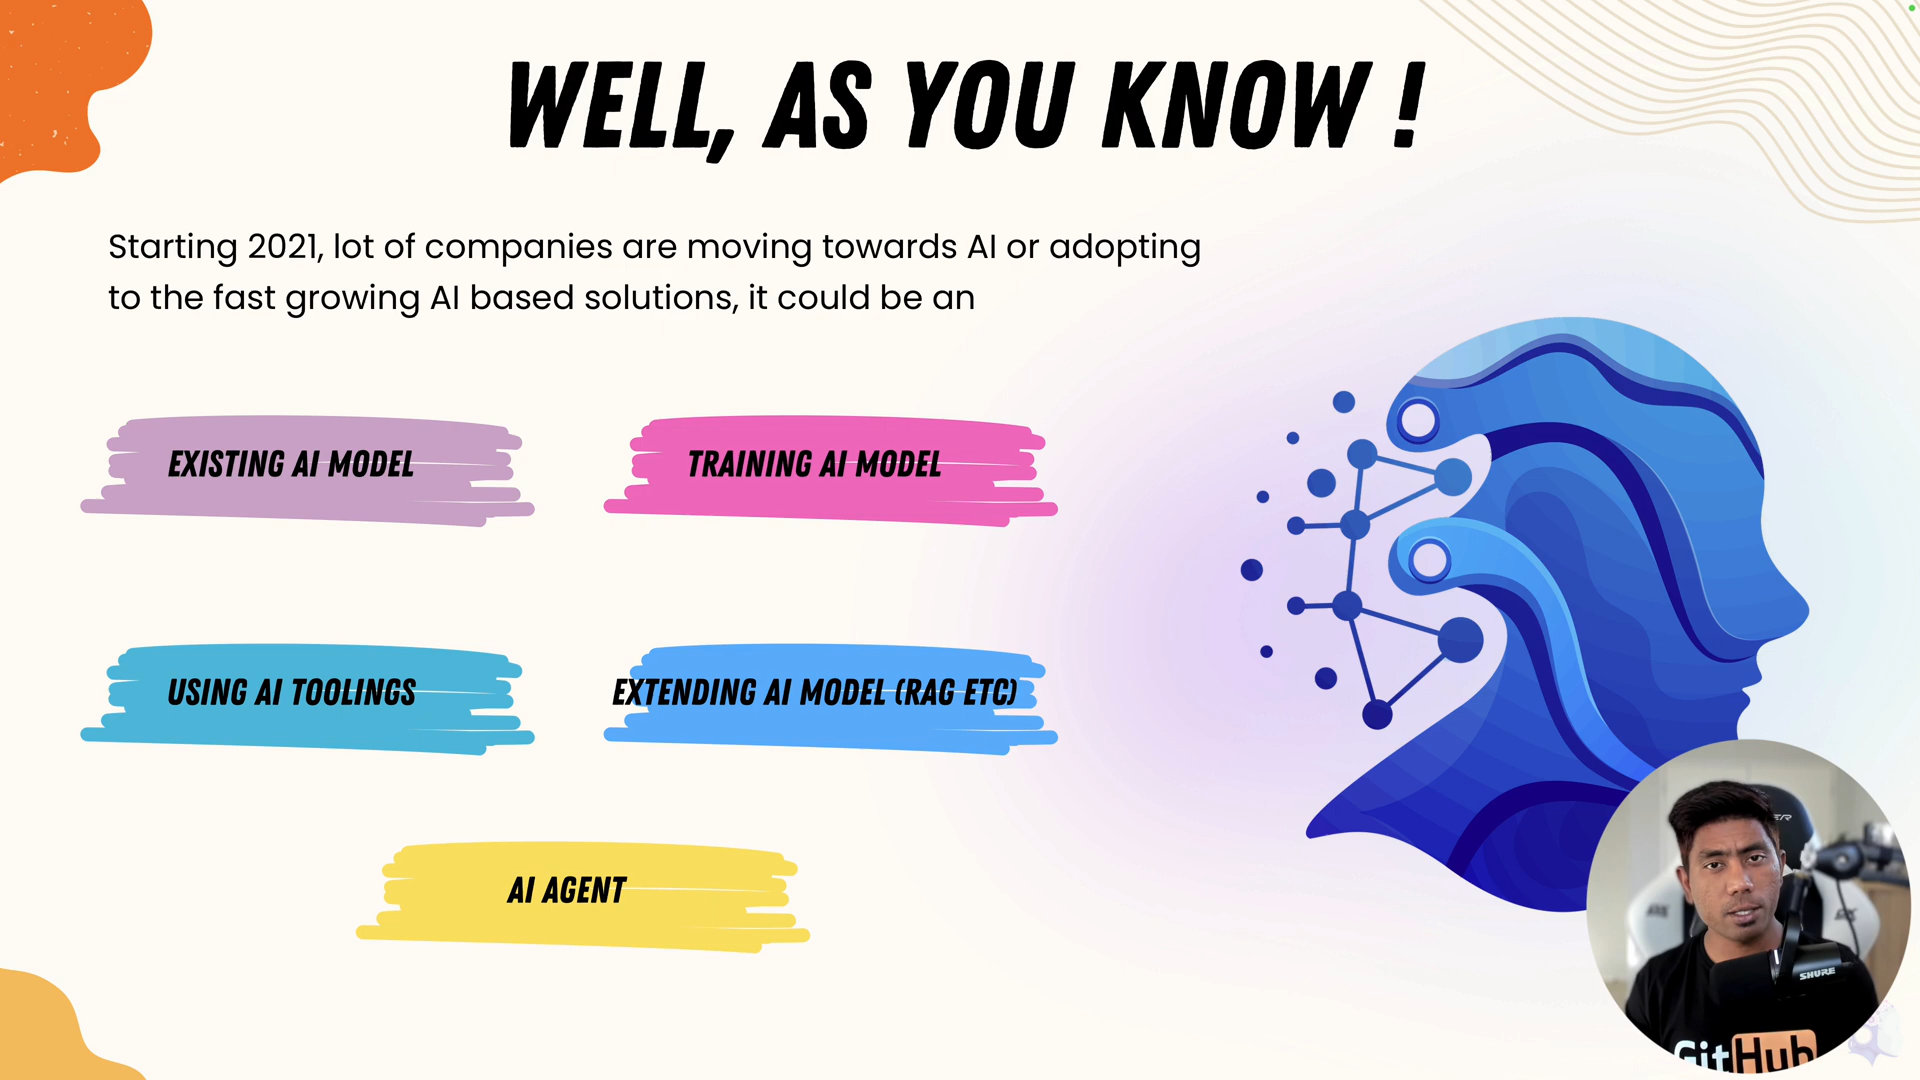 WELL, AS YOU KNOW !
Starting 2021, lot of companies are moving towards AI or adopting
to the fast growing AI based solutions, it could be an
EXISTING AI MODEL
TRAINING AI MODEL
USING AI TOOLINGS
EXTENDING AI MODEL (RAG ETC)
AI AGENT
SHURE
GitHub